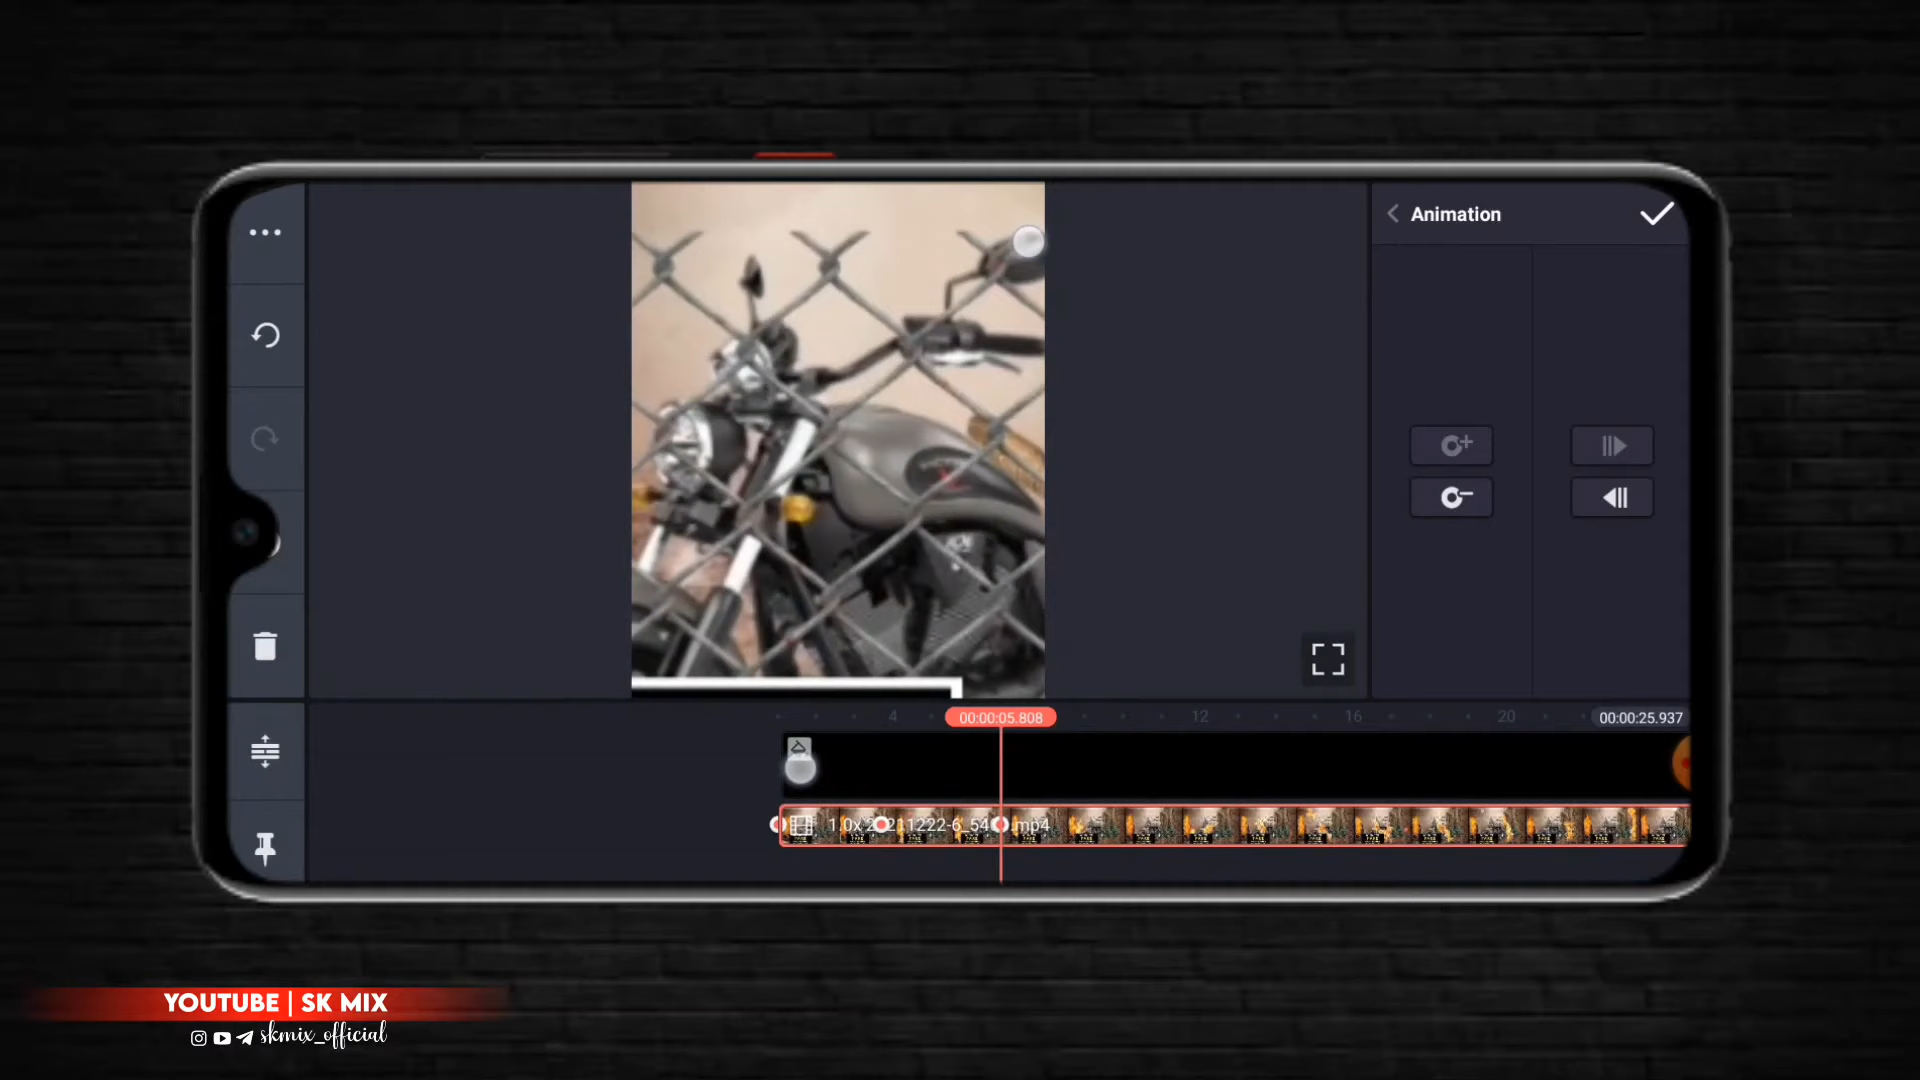 Animation
4
00:00:05.808
12
16
20
00:00:25.937
1.0x 20211222-6_54 .mp4
YOUTUBE | SK MIX
skmix_official